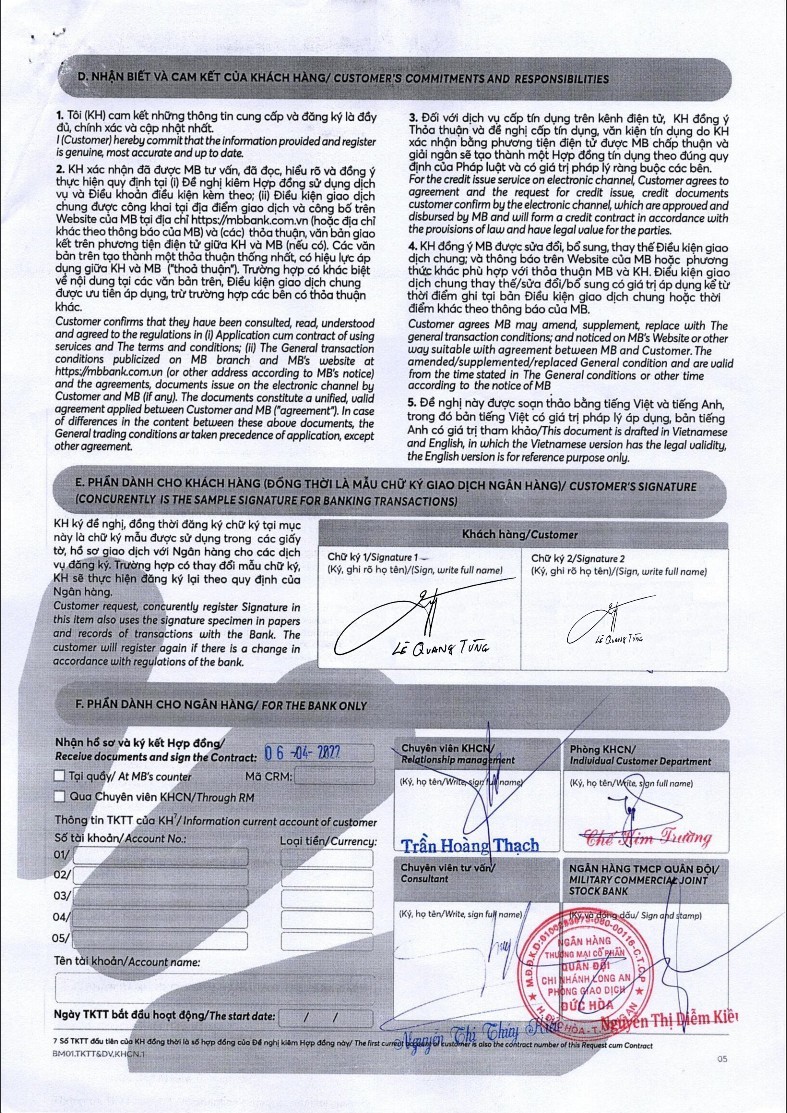 D. NHẬN BIẾT VÀ CAM KẾT CỦA KHÁCH HÀNG/ CUSTOMER'S COMMITMENTS AND RESPONSIBILITIES
1. Tôi (KH) cam kết những thông tin cung cấp và đăng ký là đầy
đủ, chính xác và cập nhật nhất.
I (Customer) hereby commit that the information provided and register
is genuine, most accurate and up to date.
2. KH xác nhận đã được MB tư vấn, đã đọc, hiểu rõ và đồng ý
thực hiện quy định tại (i) Đề nghị kiêm Hợp đồng sử dụng dịch
vụ và Điều khoản điều kiện kèm theo; (ii) Điều kiện giao dịch
chung được công khai tại địa điểm giao dịch và công bố trên
Website của MB tại địa chỉ https://mbbank.com.vn (hoặc địa chỉ
khác theo thông báo của MB) và (các) thỏa thuận, văn bản giao
kết trên phương tiện điện tử giữa KH và MB (nếu có). Các văn
bản trên tạo thành một thỏa thuận thống nhất, có hiệu lực áp
dụng giữa KH và MB ("thoả thuận"). Trường hợp có khác biệt
về nội dung tại các văn bản trên, Điều kiện giao dịch chung
được ưu tiên áp dụng, trừ trường hợp các bên có thỏa thuận
khác.
Customer confirms that they have been consulted, read, understood
and agreed to the regulations in (i) Application cum contract of using
services and The terms and conditions; (ii) The General transaction
conditions publicized on MB branch and MB's website at
https://mbbank.com.vn (or other address according to MB's notice)
and the agreements, documents issue on the electronic channel by
Customer and MB (if any). The documents constitute a unified, valid
agreement applied between Customer and MB ("agreement"). In case
of differences in the content between these above documents, the
General trading conditions ar taken precedence of application, except
other agreement.
3. Đối với dịch vụ cấp tín dụng trên kênh điện tử, KH đồng ý
Thỏa thuận và đề nghị cấp tín dụng, văn kiện tín dụng do KH
xác nhận bằng phương tiện điện tử được MB chấp thuận và
giải ngân sẽ tạo thành một Hợp đồng tín dụng theo đúng quy
định của Pháp luật và có giá trị pháp lý ràng buộc các bên.
For the credit issue service on electronic channel, Customer agrees to
agreement and the request for credit issue, credit documents
customer confirm by the electronic channel, which are approved and
disbursed by MB and will form a credit contract in accordance with
the provisions of law and have legal value for the parties.
4. KH đồng ý MB được sửa đổi, bổ sung, thay thế Điều kiện giao
dịch chung; và thông báo trên Website của MB hoặc phương
thức khác phù hợp với thỏa thuận MB và KH. Điều kiện giao
dịch chung thay thế/sửa đổi/bổ sung có giá trị áp dụng kể từ
thời điểm ghi tại bản Điều kiện giao dịch chung hoặc thời
điểm khác theo thông báo của MB.
Customer agrees MB may amend, supplement, replace with The
general transaction conditions; and noticed on MB's Website or other
way suitable with agreement between MB and Customer. The
amended/supplemented/replaced General condition and are valid
from the time stated in The General conditions or other time
according to the notice of MB
5. Đề nghị này được soạn thảo bằng tiếng Việt và tiếng Anh,
trong đó bản tiếng Việt có giá trị pháp lý áp dụng, bản tiếng
Anh có giá trị tham khảo/This document is drafted in Vietnamese
and English, in which the Vietnamese version has the legal validity,
the English version is for reference purpose only.
E. PHẦN DÀNH CHO KHÁCH HÀNG (ĐỒNG THỜI LÀ MẪU CHỮ KÝ GIAO DỊCH NGÂN HÀNG)/ CUSTOMER'S SIGNATURE
(CONCURENTLY IS THE SAMPLE SIGNATURE FOR BANKING TRANSACTIONS)
KH ký đề nghị, đồng thời đăng ký chữ ký tại mục
này là chữ ký mẫu được sử dụng trong các giấy
tờ, hồ sơ giao dịch với Ngân hàng cho các dịch
vụ đăng ký. Trường hợp có thay đổi mẫu chữ ký,
KH sẽ thực hiện đăng ký lại theo quy định của
Ngân hàng.
Customer request, concurently register Signature in
this item also uses the signature specimen in papers
and records of transactions with the Bank. The
customer will register again if there is a change in
accordance with regulations of the bank.
Khách hàng/Customer
Chữ ký 1/Signature 1
(Ký, ghi rõ họ tên)/(Sign, write full name)
LÊ QUANG TÙNG
Chữ ký 2/Signature 2
(Ký, ghi rõ họ tên)/(Sign, write full name)
LÊ QUANG TÙNG
F. PHẦN DÀNH CHO NGÂN HÀNG/ FOR THE BANK ONLY
Nhận hồ sơ và ký kết Hợp đồng/
Receive documents and sign the Contract: 06 -04- 2022
Tại quầy/ At MB's counter Mã CRM:
Qua Chuyên viên KHCN/Through RM
Thông tin TKTT của KH7/ Information current account of customer
Số tài khoản/Account No.: Loại tiền/Currency:
01/
02/
03/
04/
05/
Tên tài khoản/Account name:
Ngày TKTT bắt đầu hoạt động/The start date: / /
Chuyên viên KHCN/
Relationship management
(Ký, họ tên/Write, sign full name)
Trần Hoàng Thạch
Phòng KHCN/
Individual Customer Department
(Ký, họ tên/Write, sign full name)
Chế Kim Trường
Chuyên viên tư vấn/
Consultant
(Ký, họ tên/Write, sign full name)
Nguyễn Thị Thúy
NGÂN HÀNG TMCP QUÂN ĐỘI/
MILITARY COMMERCIAL JOINT
STOCK BANK
(Ký và đóng dấu/ Sign and stamp)
NGÂN HÀNG
THƯƠNG MẠI CỔ PHẦN
QUÂN ĐỘI
CHI NHÁNH LONG AN
PHÒNG GIAO DỊCH
ĐỨC HÒA
Nguyễn Thị Diễm Kiều
7 Số TKTT đầu tiên của KH đồng thời là số hợp đồng của Đề nghị kiêm Hợp đồng này/ The first current account of customer is also the contract number of this Request cum Contract
BM01.TKTT&DV.KHCN.1
05